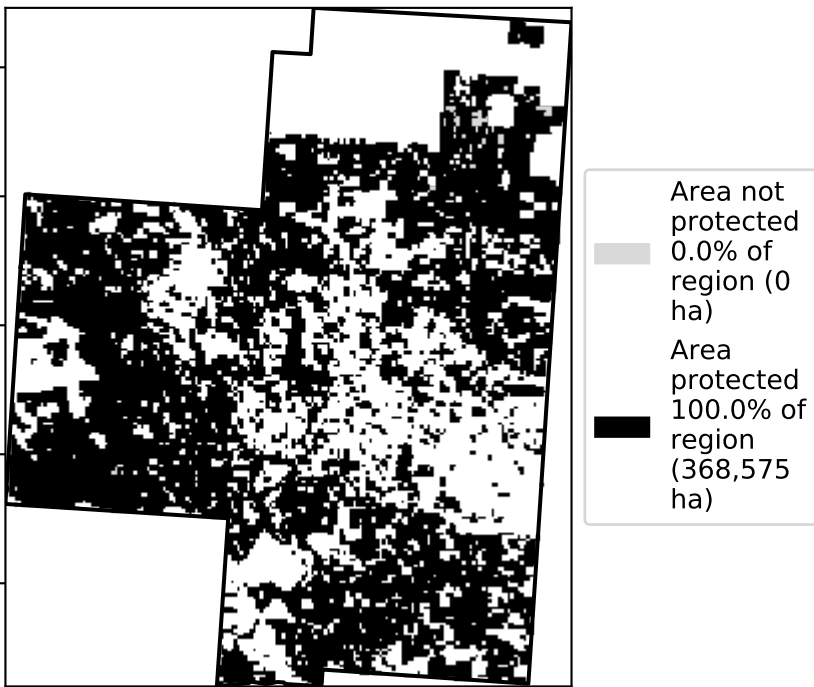 Area not
protected
0.0% of
region (0
ha)
Area
protected
100.0% of
region
(368,575
ha)